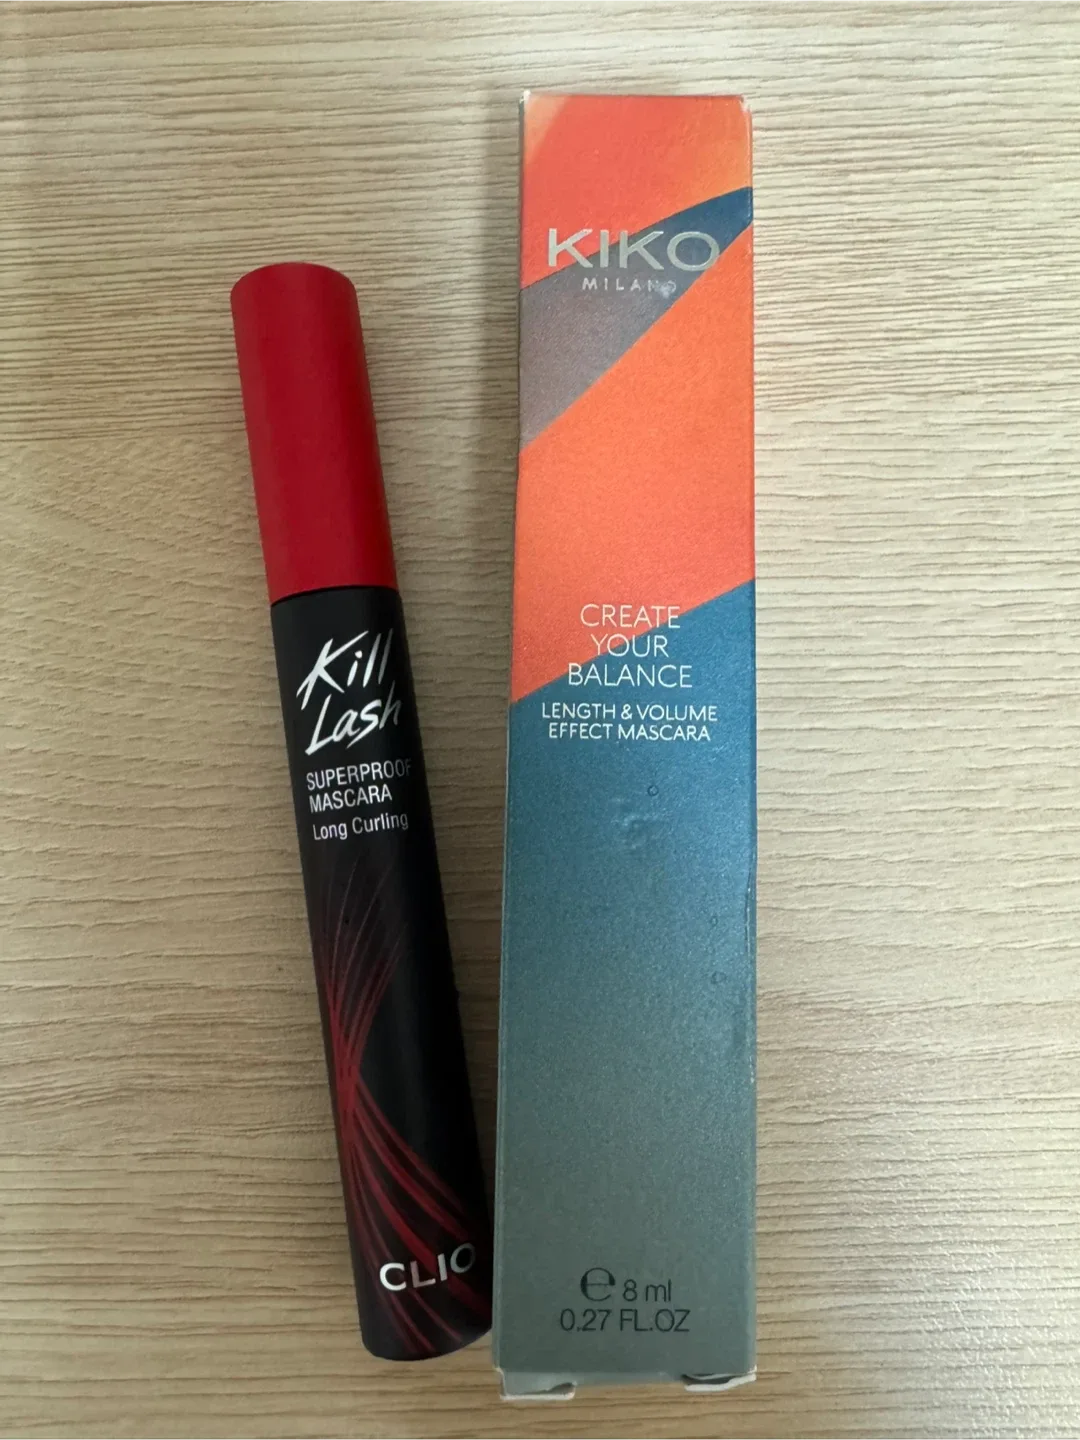 Kill
Lash
SUPERPROOF
MASCARA
Long Curling
CLIO
KIKO
MILANO
CREATE
YOUR
BALANCE
LENGTH & VOLUME
EFFECT MASCARA
℮ 8 ml
0.27 FL.OZ